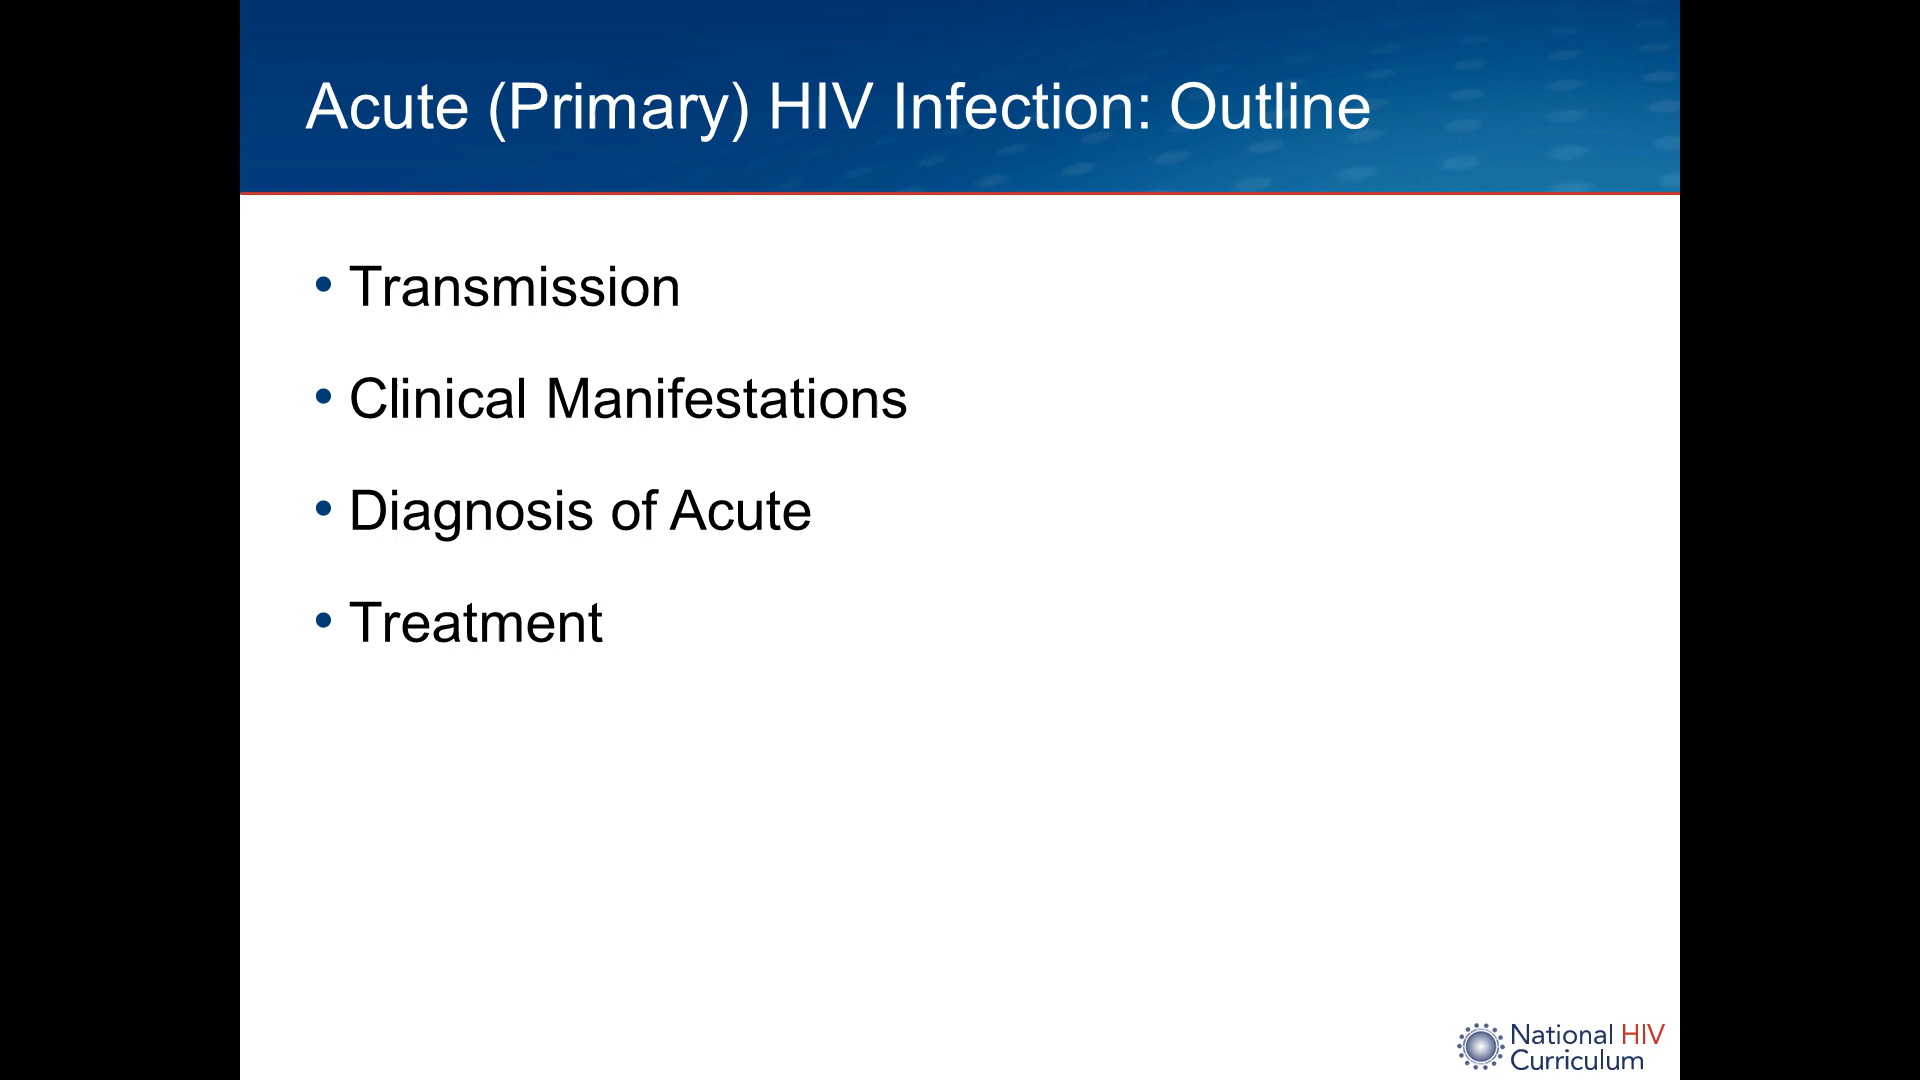 Acute (Primary) HIV Infection: Outline
• Transmission
• Clinical Manifestations
• Diagnosis of Acute
• Treatment
National HIV
Curriculum